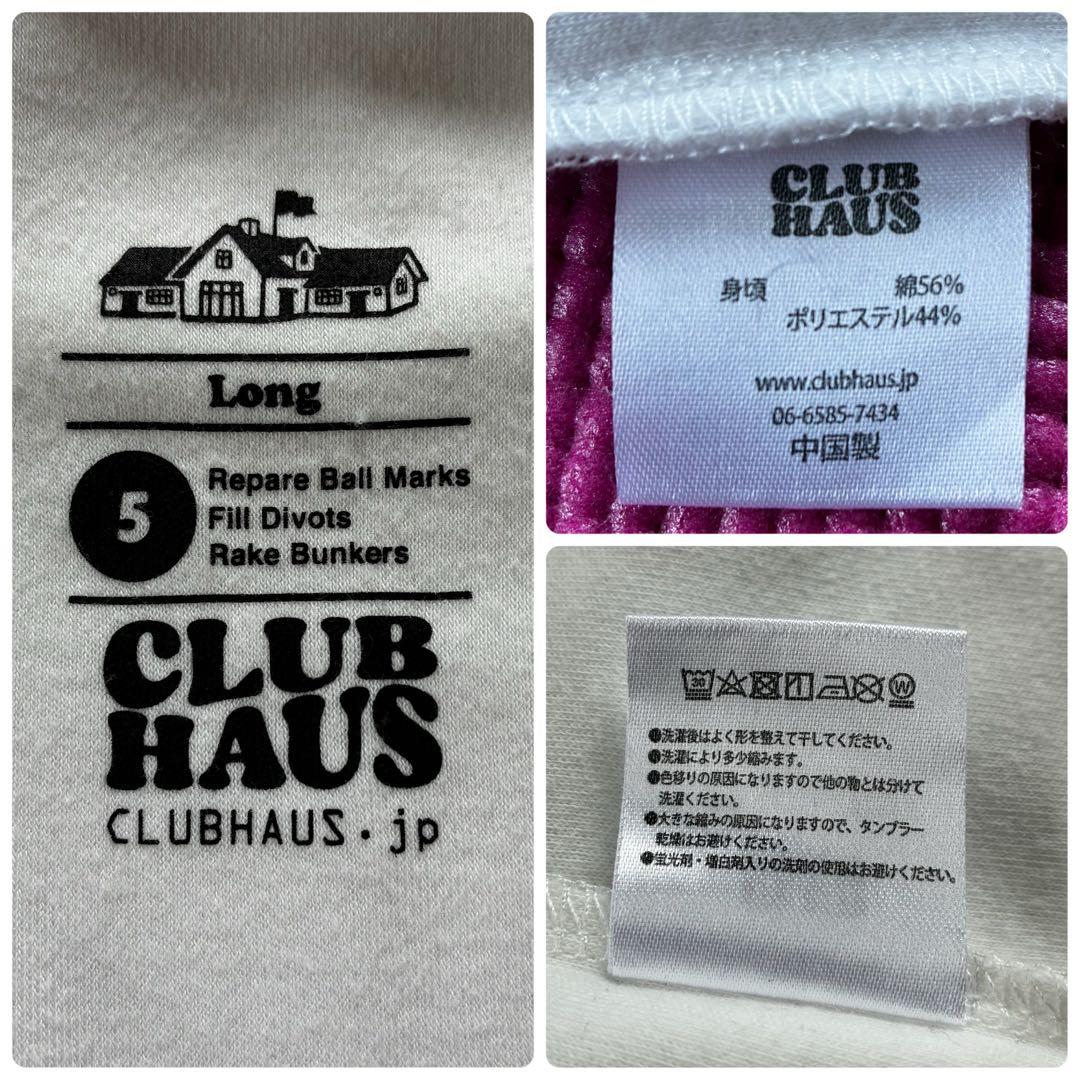 Long
5
Repare Ball Marks
Fill Divots
Rake Bunkers
CLUB
HAUS
CLUBHAUS.jp
CLUB
HAUS
身頃 綿56%
ポリエステル44%
www.clubhaus.jp
06-6585-7434
中国製
30
W
●洗濯後はよく形を整えて干してください。
●洗濯により多少縮みます。
●色移りの原因になりますので他の物とは分けて
洗濯ください。
●大きな縮みの原因になりますので、タンブラー
乾燥はお避けください。
●蛍光剤・増白剤入りの洗剤の使用はお避けください。